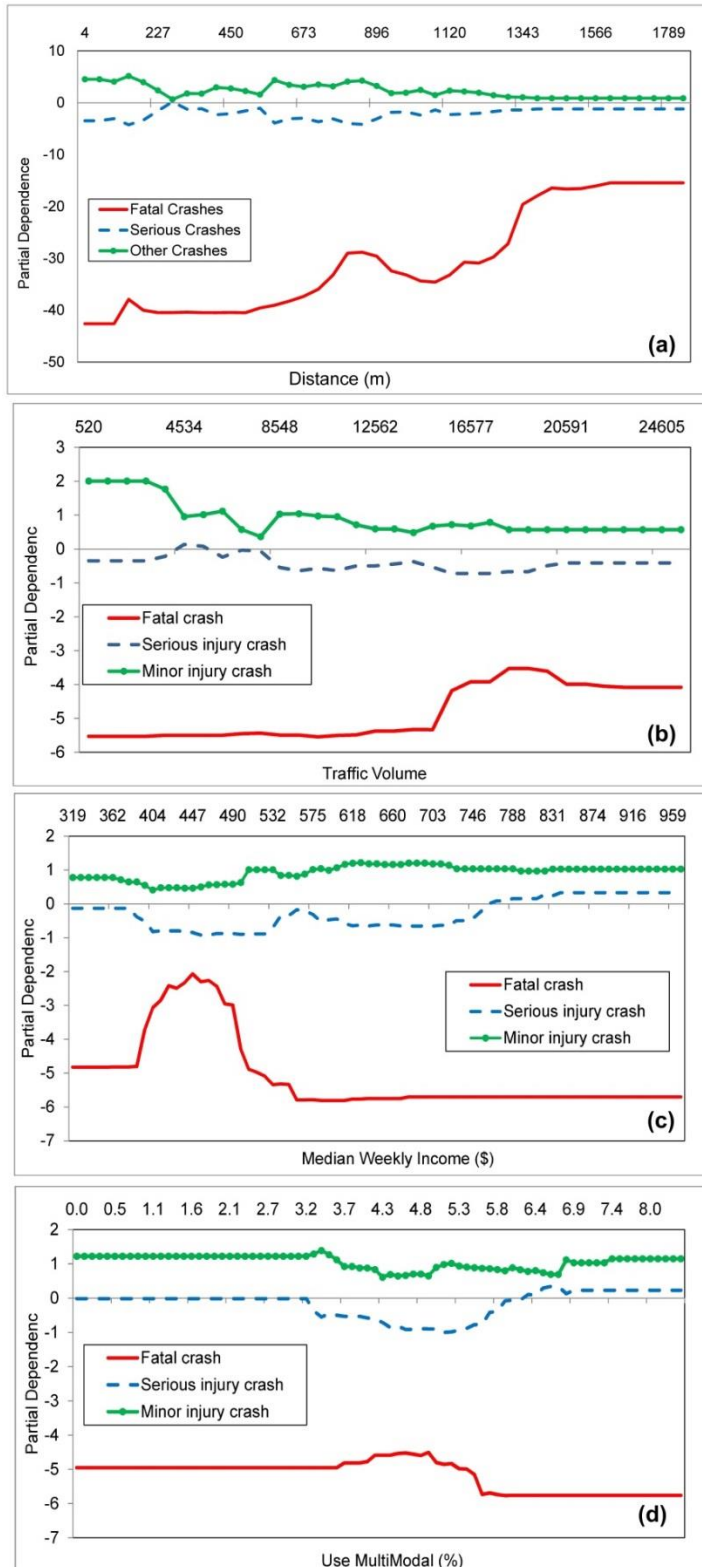 4 227 450 673 896 1120 1343 1566 1789
10
0
-10
-20
-30
-40
-50
Partial Dependence
Fatal Crashes
Serious Crashes
Other Crashes
(a)
Distance (m)
520 4534 8548 12562 16577 20591 24605
3
2
1
0
-1
-2
-3
-4
-5
-6
Partial Dependenc
Fatal crash
Serious injury crash
Minor injury crash
(b)
Traffic Volume
319 362 404 447 490 532 575 618 660 703 746 788 831 874 916 959
2
1
0
-1
-2
-3
-4
-5
-6
-7
Partial Dependenc
Fatal crash
Serious injury crash
Minor injury crash
(c)
Median Weekly Income ($)
0.0 0.5 1.1 1.6 2.1 2.7 3.2 3.7 4.3 4.8 5.3 5.9 6.4 6.9 7.4 8.0
2
1
0
-1
-2
-3
-4
-5
-6
-7
Partial Dependenc
Fatal crash
Serious injury crash
Minor injury crash
(d)
Use MultiModal (%)